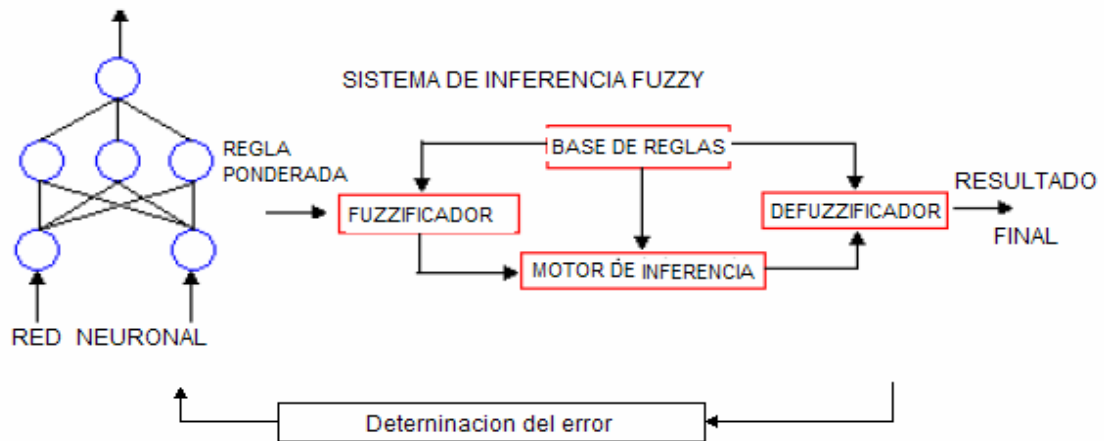 SISTEMA DE INFERENCIA FUZZY
REGLA
PONDERADA
BASE DE REGLAS
FUZZIFICADOR
MOTOR DE INFERENCIA
DEFUZZIFICADOR
RESULTADO
FINAL
RED NEURONAL
Deterninacion del error